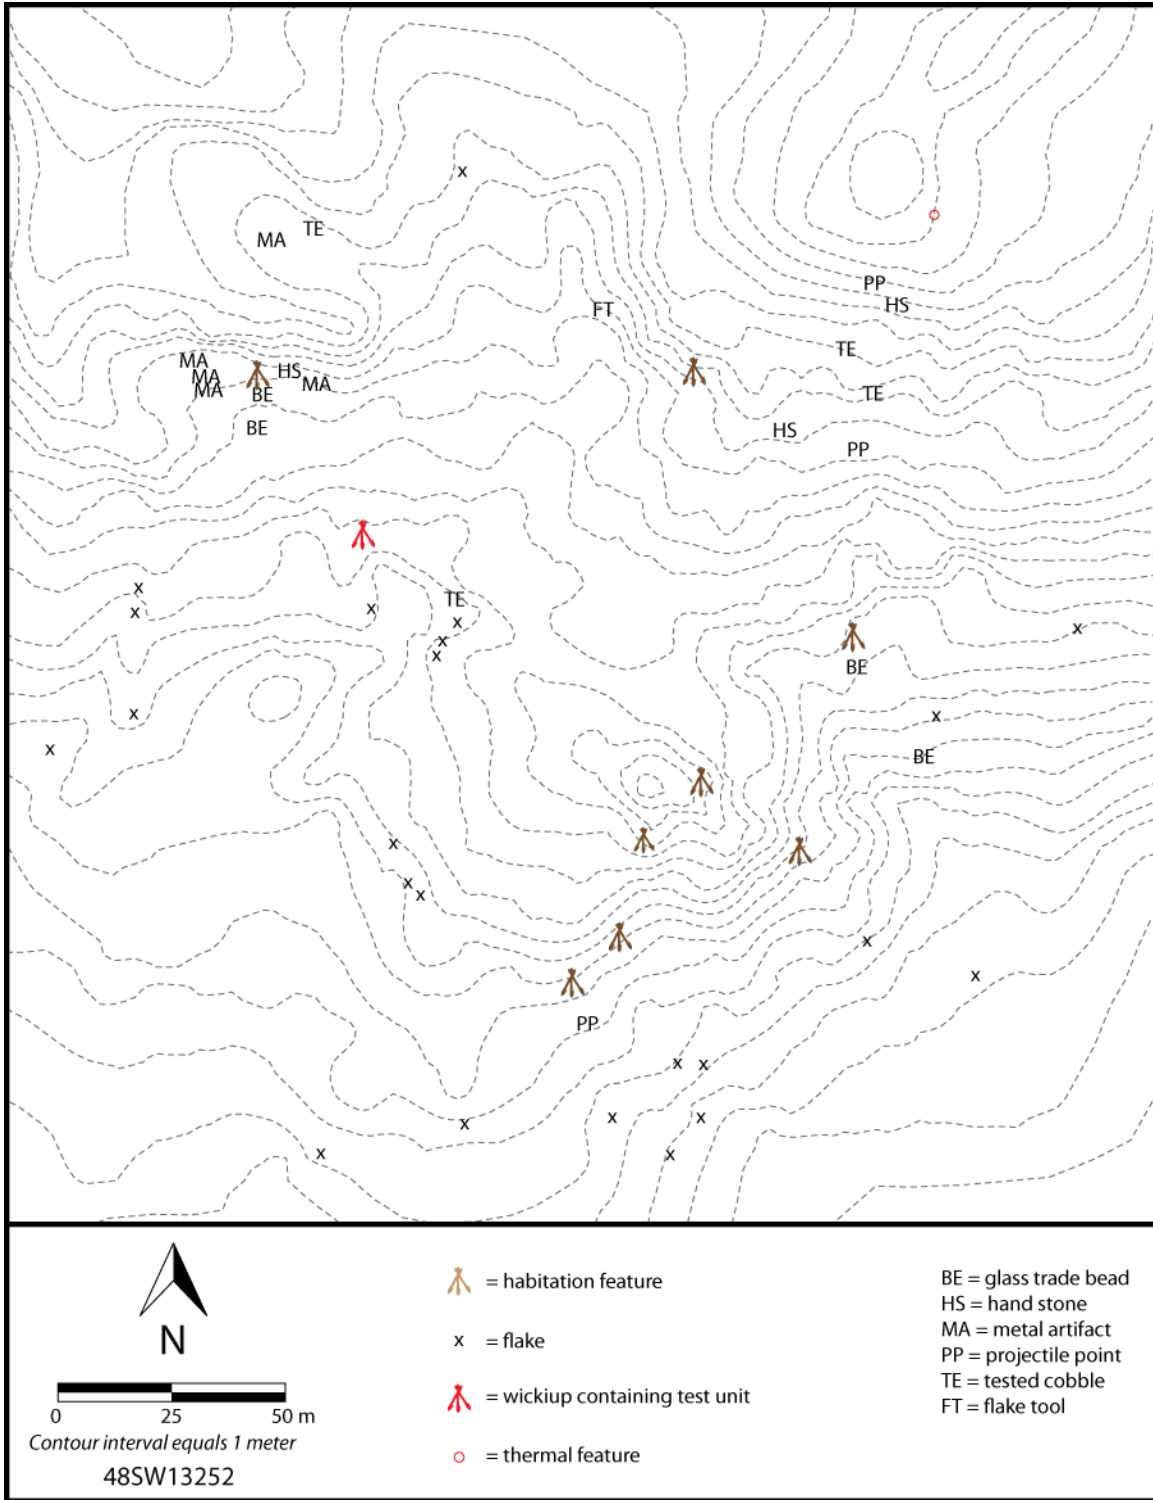 x
TE
MA
PP
HS
FT
TE
MA
HS
MA
MA
MA
BE
TE
BE
HS
PP
x
TE
x
x
x
x
x
x
BE
x
x
x
BE
x
x
x
x
x
PP
x
x
x
x
x
x
x
N
0 25 50 m
Contour interval equals 1 meter
48SW13252
= habitation feature
x = flake
= wickiup containing test unit
= thermal feature
BE = glass trade bead
HS = hand stone
MA = metal artifact
PP = projectile point
TE = tested cobble
FT = flake tool